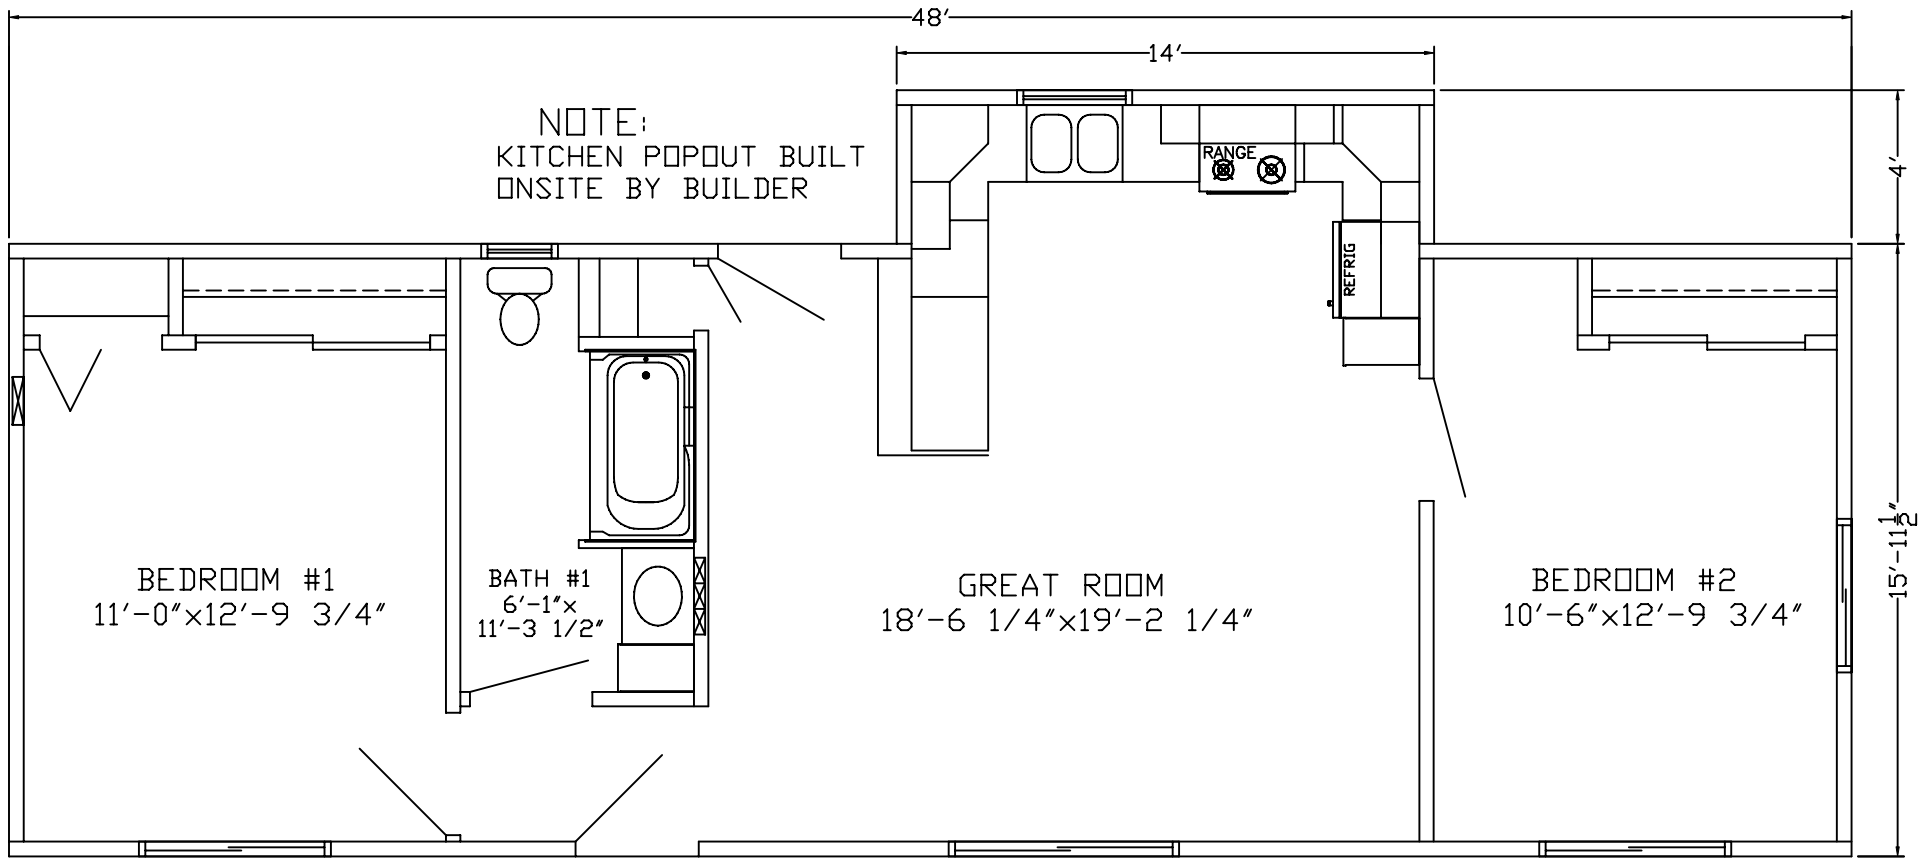 48'
14'
NOTE:
KITCHEN POPOUT BUILT
ONSITE BY BUILDER
4'
RANGE
REFRIG
15'-11 1/2"
BEDROOM #1
11'-0"x12'-9 3/4"
BATH #1
6'-1"x
11'-3 1/2"
GREAT ROOM
18'-6 1/4"x19'-2 1/4"
BEDROOM #2
10'-6"x12'-9 3/4"